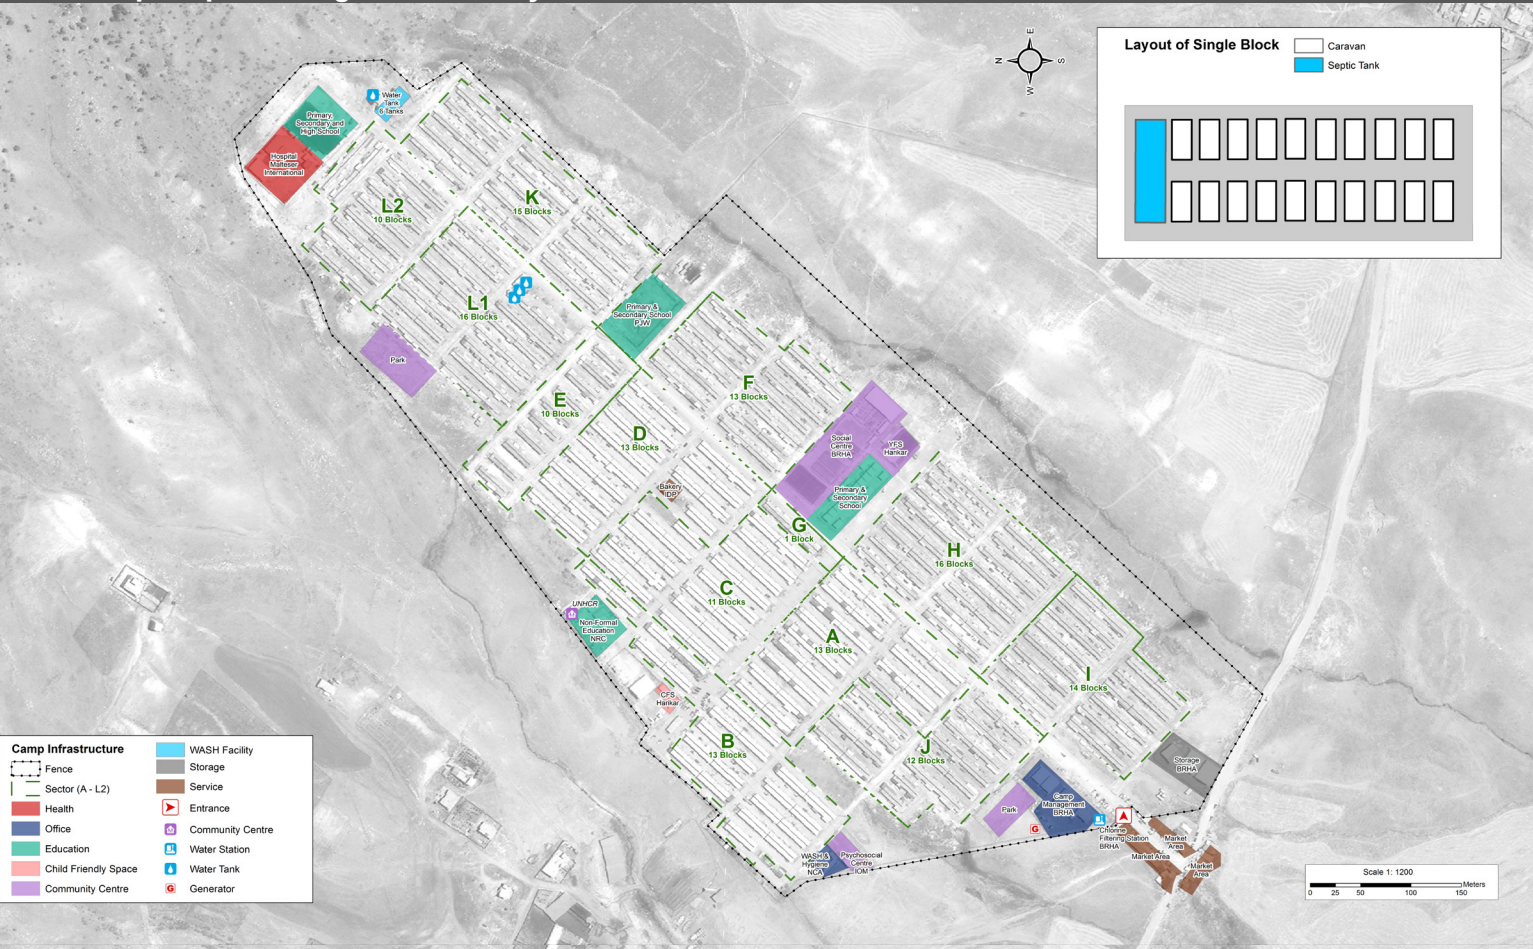 E
N
S
W
Layout of Single Block
Caravan
Septic Tank
Water
Tank
6 Tanks
Primary,
Secondary and
High School
Hospital
Malteser
International
L2
10 Blocks
K
15 Blocks
L1
16 Blocks
Primary &
Secondary School
PJW
Park
E
10 Blocks
F
13 Blocks
D
13 Blocks
Social
Centre
BRHA
YFS
Harikar
Bakery
IDP
Primary &
Secondary
School
G
1 Block
H
16 Blocks
C
11 Blocks
UNHCR
Non-Formal
Education
NRC
A
13 Blocks
I
14 Blocks
CFS
Harikar
B
13 Blocks
J
12 Blocks
Storage
BRHA
Camp
Management
BRHA
Park
G
Chlorine
Filtering Station
BRHA
Market
Area
Market Area
Market
Area
WASH &
Hygiene
NCA
Psychosocial
Centre
IOM
Camp Infrastructure
Fence
Sector (A - L2)
Health
Office
Education
Child Friendly Space
Community Centre
WASH Facility
Storage
Service
Entrance
Community Centre
Water Station
Water Tank
G Generator
Scale 1: 1200
Meters
0 25 50 100 150